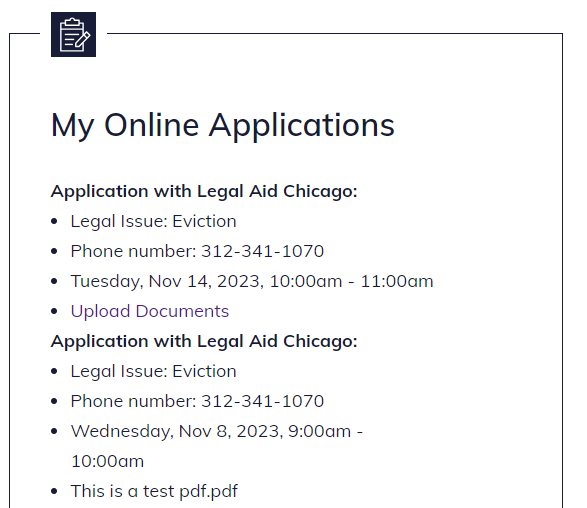 My Online Applications
Application with Legal Aid Chicago:
Legal Issue: Eviction
Phone number: 312-341-1070
Tuesday, Nov 14, 2023, 10:00am - 11:00am
Upload Documents
Application with Legal Aid Chicago:
Legal Issue: Eviction
Phone number: 312-341-1070
Wednesday, Nov 8, 2023, 9:00am -
10:00am
This is a test pdf.pdf